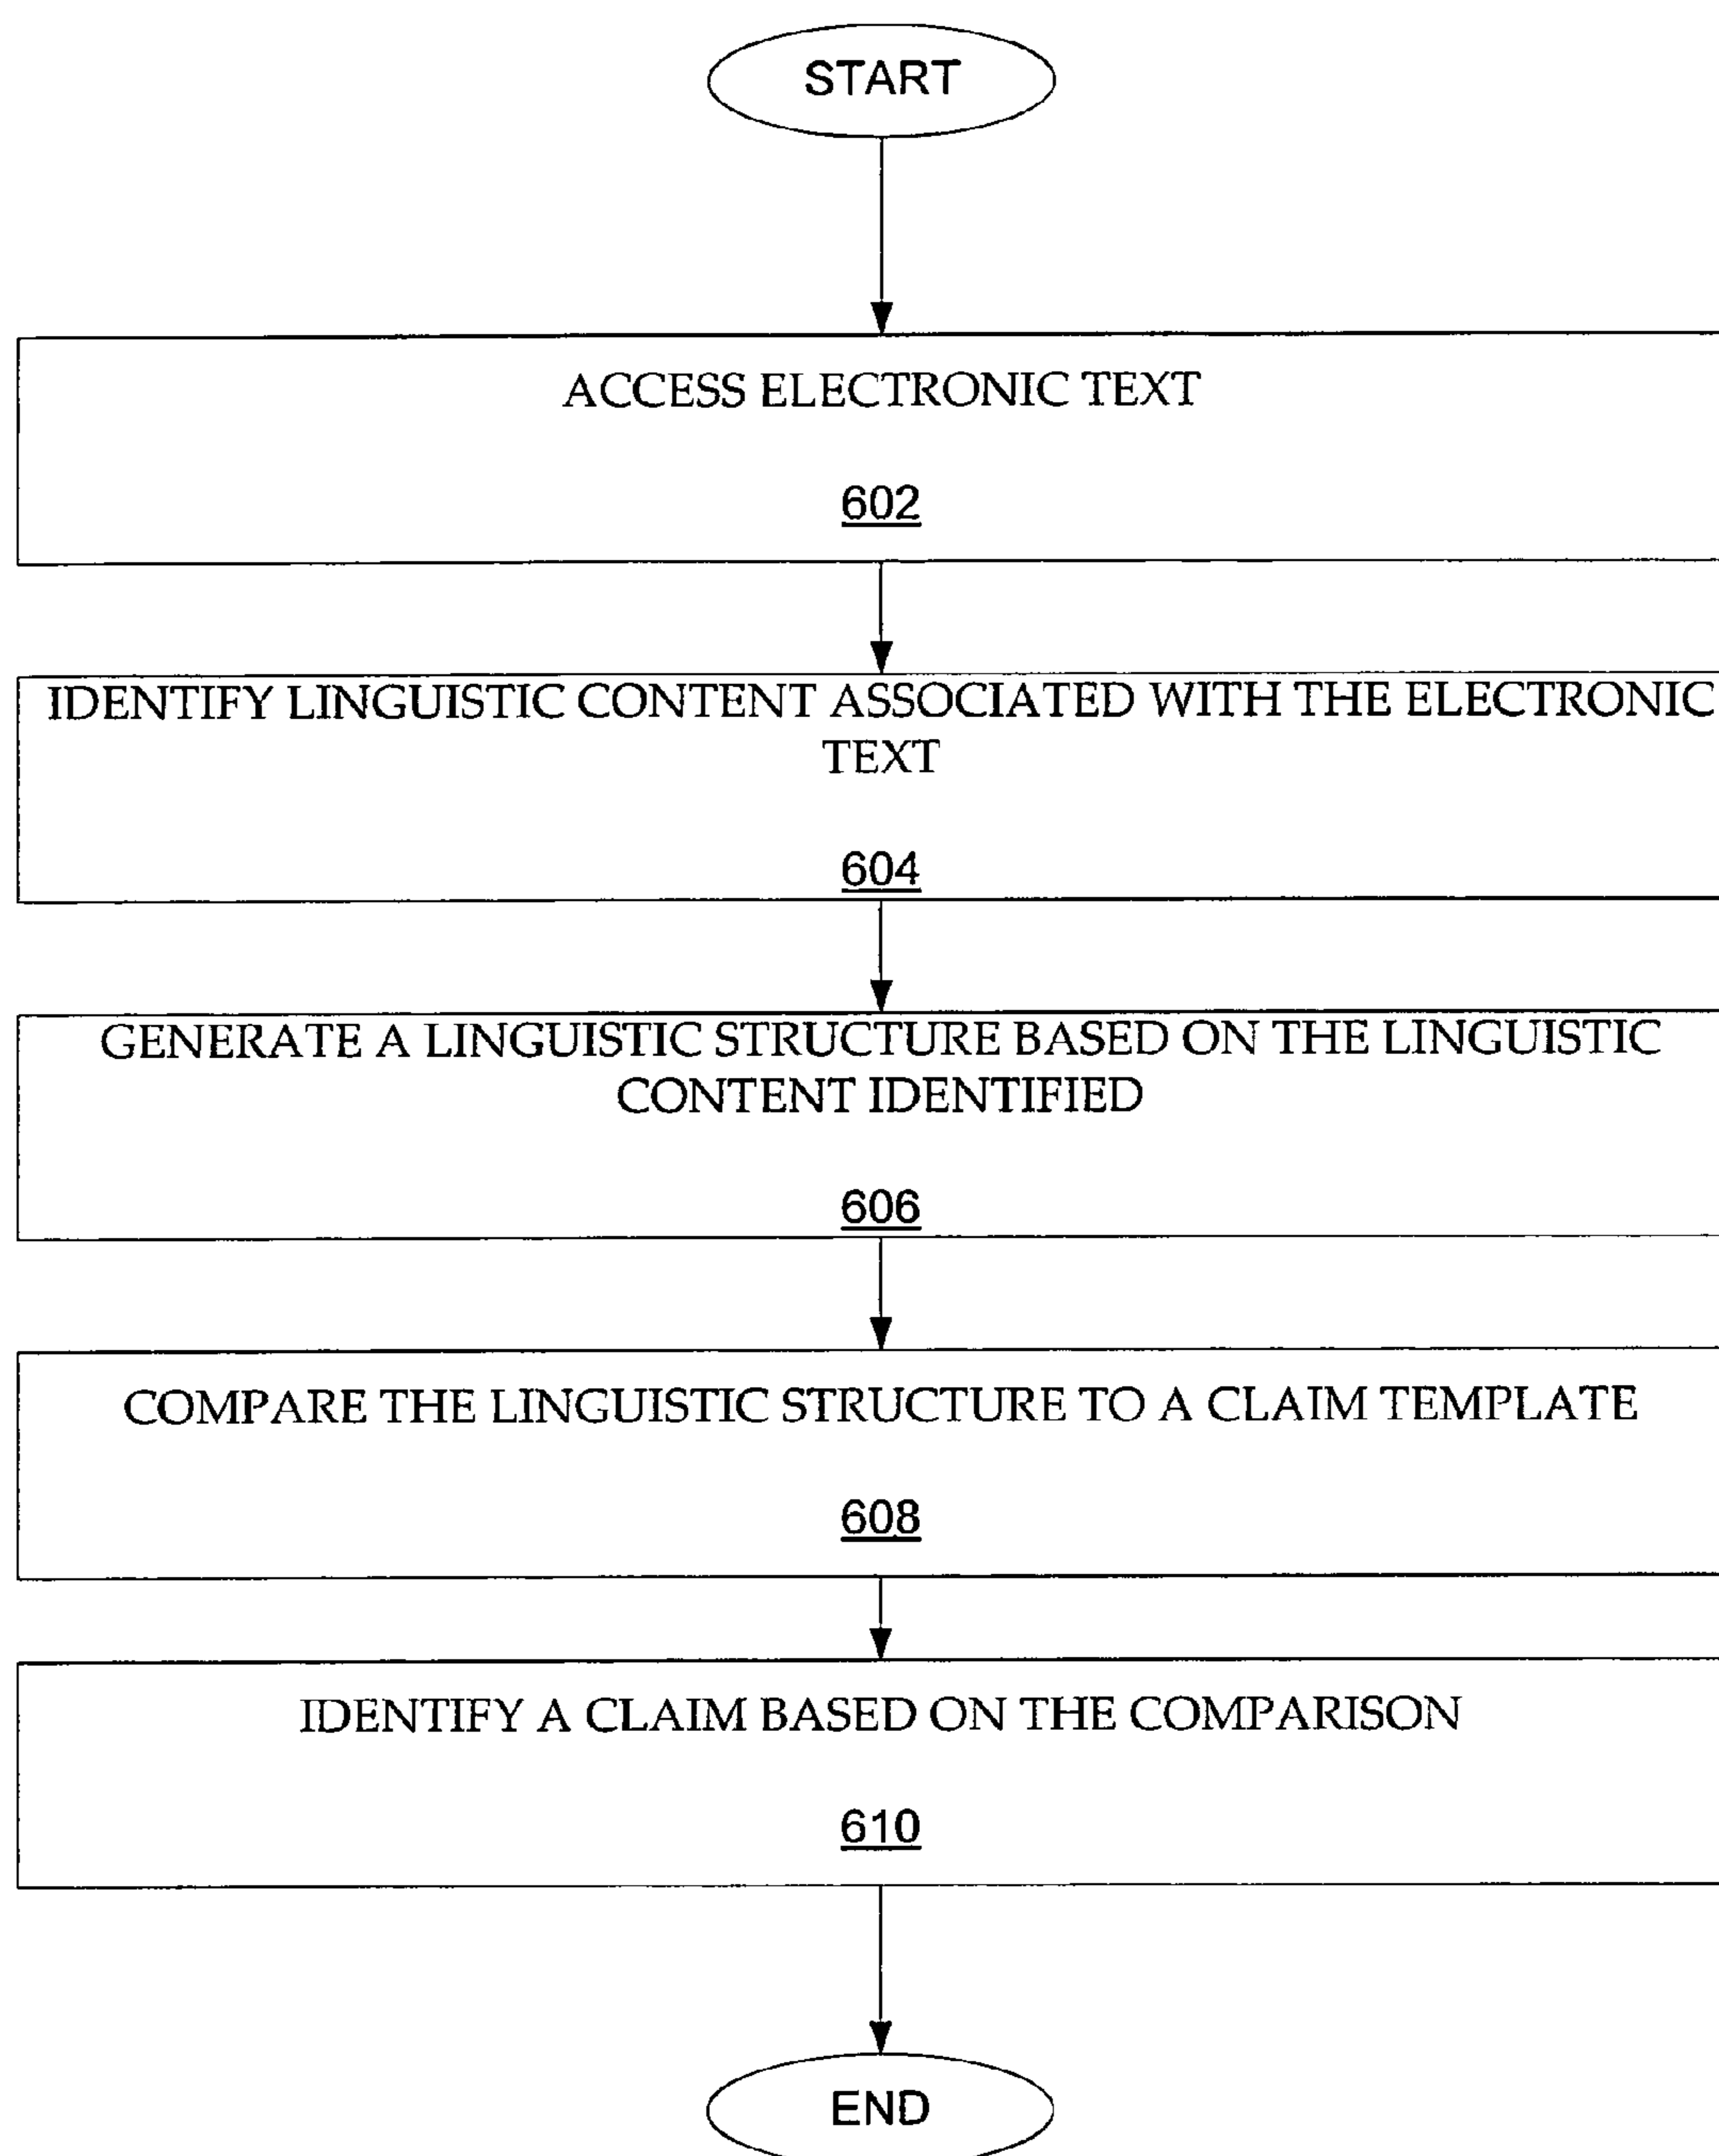 START
ACCESS ELECTRONIC TEXT
602
IDENTIFY LINGUISTIC CONTENT ASSOCIATED WITH THE ELECTRONIC
TEXT
604
GENERATE A LINGUISTIC STRUCTURE BASED ON THE LINGUISTIC
CONTENT IDENTIFIED
606
COMPARE THE LINGUISTIC STRUCTURE TO A CLAIM TEMPLATE
608
IDENTIFY A CLAIM BASED ON THE COMPARISON
610
END